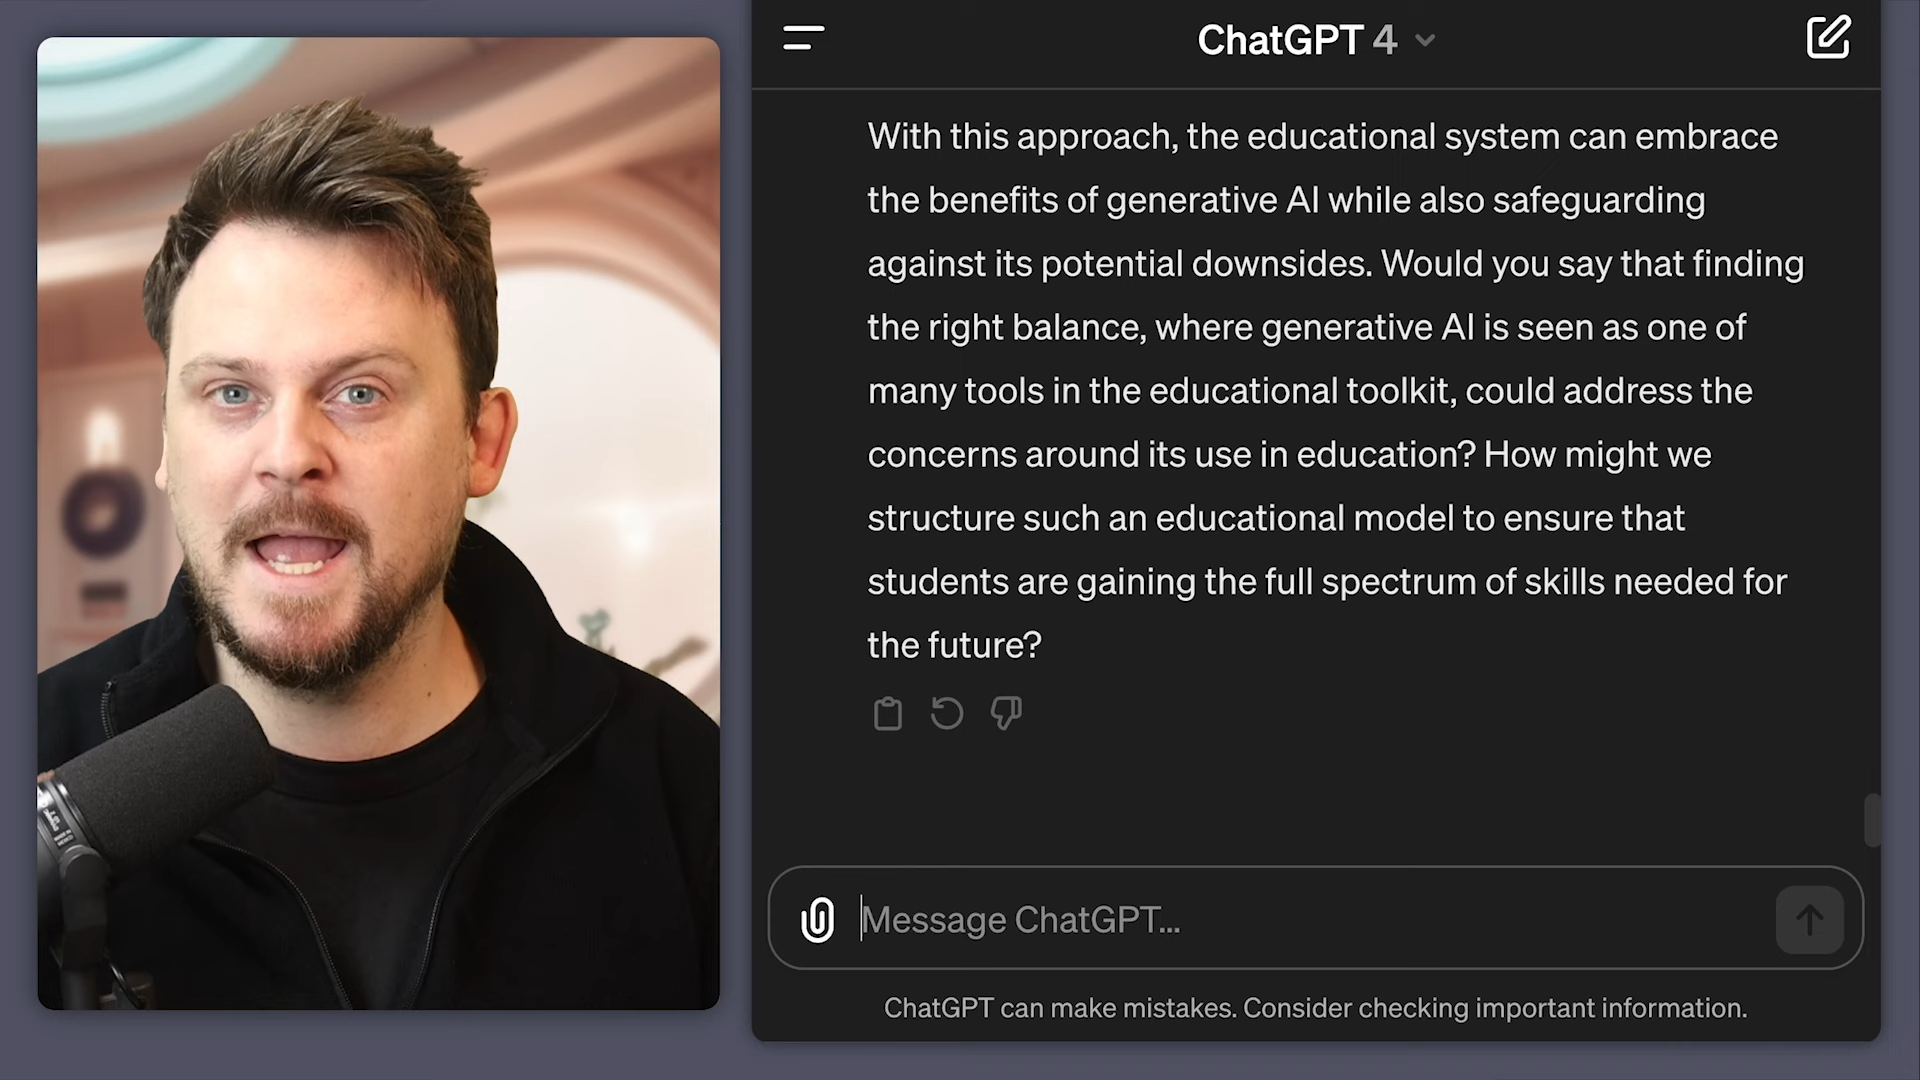 ChatGPT 4
With this approach, the educational system can embrace
the benefits of generative AI while also safeguarding
against its potential downsides. Would you say that finding
the right balance, where generative AI is seen as one of
many tools in the educational toolkit, could address the
concerns around its use in education? How might we
structure such an educational model to ensure that
students are gaining the full spectrum of skills needed for
the future?
Message ChatGPT...
ChatGPT can make mistakes. Consider checking important information.